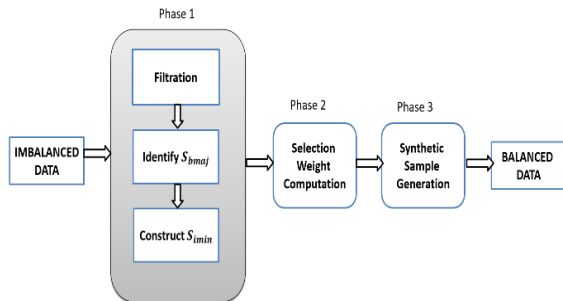 Phase 1
Filtration
Identify S_bmaj
Construct S_imin
IMBALANCED
DATA
Phase 2
Selection
Weight
Computation
Phase 3
Synthetic
Sample
Generation
BALANCED
DATA